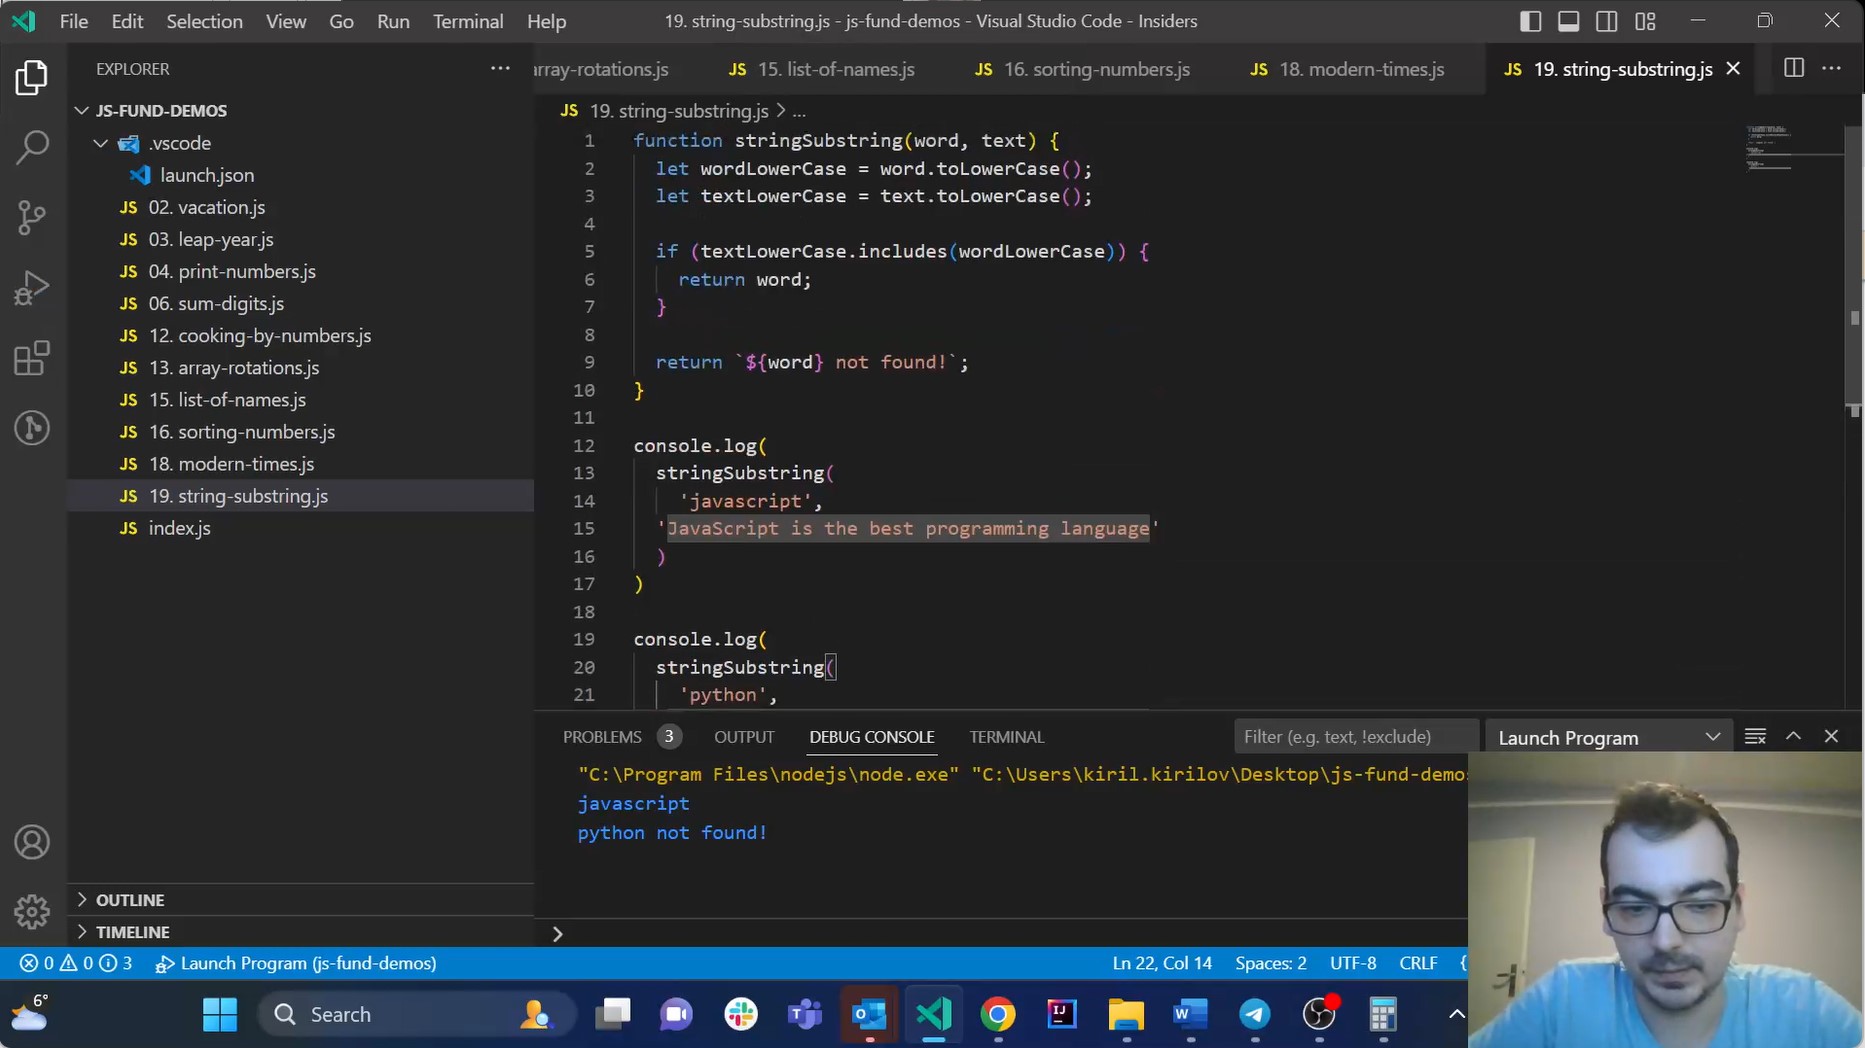 File Edit Selection View Go Run Terminal Help
19. string-substring.js - js-fund-demos - Visual Studio Code - Insiders
EXPLORER
array-rotations.js
JS 15. list-of-names.js
JS 16. sorting-numbers.js
JS 18. modern-times.js
JS 19. string-substring.js
JS-FUND-DEMOS
.vscode
launch.json
JS 02. vacation.js
JS 03. leap-year.js
JS 04. print-numbers.js
JS 06. sum-digits.js
JS 12. cooking-by-numbers.js
JS 13. array-rotations.js
JS 15. list-of-names.js
JS 16. sorting-numbers.js
JS 18. modern-times.js
JS 19. string-substring.js
JS index.js
OUTLINE
TIMELINE
JS 19. string-substring.js > ...
1 function stringSubstring(word, text) {
2 let wordLowerCase = word.toLowerCase();
3 let textLowerCase = text.toLowerCase();
4
5 if (textLowerCase.includes(wordLowerCase)) {
6 return word;
7 }
8
9 return `${word} not found!`;
10 }
11
12 console.log(
13 stringSubstring(
14 'javascript',
15 'JavaScript is the best programming language'
16 )
17 )
18
19 console.log(
20 stringSubstring(
21 'python',
PROBLEMS 3 OUTPUT DEBUG CONSOLE TERMINAL
Filter (e.g. text, !exclude)
Launch Program
"C:\Program Files\nodejs\node.exe" "C:\Users\kiril.kirilov\Desktop\js-fund-demos
javascript
python not found!
>
0 0 3 Launch Program (js-fund-demos)
Ln 22, Col 14 Spaces: 2 UTF-8 CRLF {
6°
Search